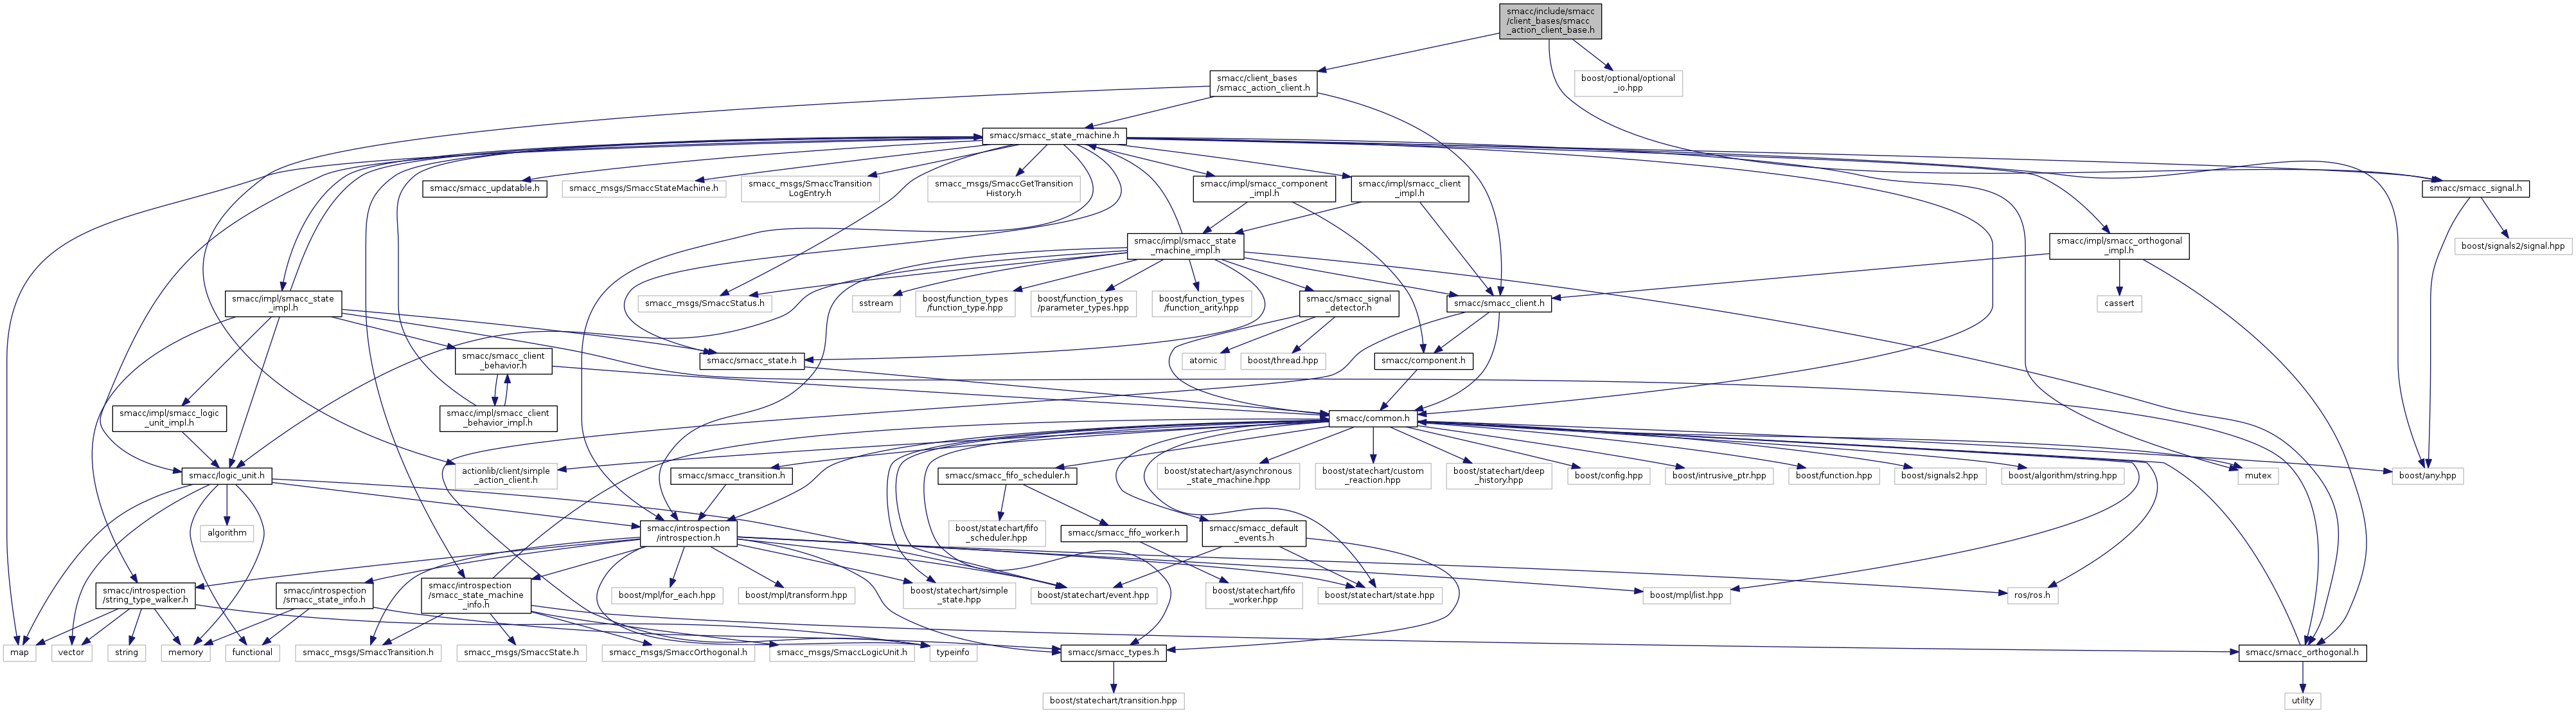 smacc/include/smacc
/client_bases/smacc
_action_client_base.h
smacc/client_bases
/smacc_action_client.h
boost/optional/optional
_io.hpp
smacc/smacc_state_machine.h
smacc/smacc_updatable.h
smacc_msgs/SmaccStateMachine.h
smacc_msgs/SmaccTransition
LogEntry.h
smacc_msgs/SmaccGetTransition
History.h
smacc/impl/smacc_component
_impl.h
smacc/impl/smacc_client
_impl.h
smacc/smacc_signal.h
smacc/impl/smacc_state
_machine_impl.h
smacc/impl/smacc_orthogonal
_impl.h
boost/signals2/signal.hpp
smacc/impl/smacc_state
_impl.h
smacc_msgs/SmaccStatus.h
sstream
boost/function_types
/function_type.hpp
boost/function_types
/parameter_types.hpp
boost/function_types
/function_arity.hpp
smacc/smacc_signal
_detector.h
smacc/smacc_client.h
cassert
smacc/smacc_client
_behavior.h
smacc/smacc_state.h
atomic
boost/thread.hpp
smacc/component.h
smacc/impl/smacc_logic
_unit_impl.h
smacc/impl/smacc_client
_behavior_impl.h
smacc/common.h
smacc/logic_unit.h
actionlib/client/simple
_action_client.h
smacc/smacc_transition.h
smacc/smacc_fifo_scheduler.h
boost/statechart/asynchronous
_state_machine.hpp
boost/statechart/custom
_reaction.hpp
boost/statechart/deep
_history.hpp
boost/config.hpp
boost/intrusive_ptr.hpp
boost/function.hpp
boost/signals2.hpp
boost/algorithm/string.hpp
mutex
boost/any.hpp
algorithm
smacc/introspection
/introspection.h
boost/statechart/fifo
_scheduler.hpp
smacc/smacc_fifo_worker.h
smacc/smacc_default
_events.h
smacc/introspection
/string_type_walker.h
smacc/introspection
/smacc_state_info.h
smacc/introspection
/smacc_state_machine
_info.h
boost/mpl/for_each.hpp
boost/mpl/transform.hpp
boost/statechart/simple
_state.hpp
boost/statechart/event.hpp
boost/statechart/fifo
_worker.hpp
boost/statechart/state.hpp
boost/mpl/list.hpp
ros/ros.h
map
vector
string
memory
functional
smacc_msgs/SmaccTransition.h
smacc_msgs/SmaccState.h
smacc_msgs/SmaccOrthogonal.h
smacc_msgs/SmaccLogicUnit.h
typeinfo
smacc/smacc_types.h
smacc/smacc_orthogonal.h
boost/statechart/transition.hpp
utility